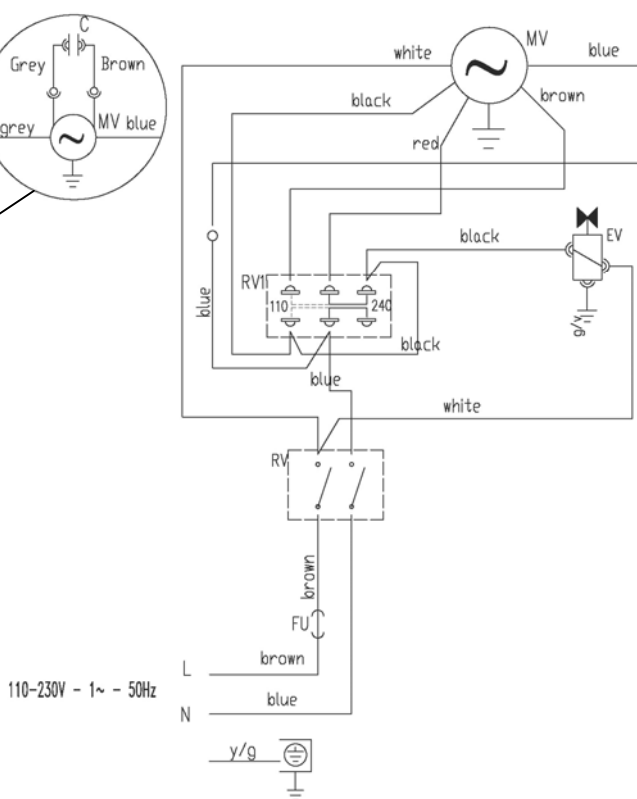 C
Grey
Brown
grey
MV
blue
white
MV
blue
black
brown
red
black
EV
RV1
110
240
g/y
blue
black
blue
white
RV
brown
FU
L
brown
110-230V - 1~ - 50Hz
blue
N
y/g